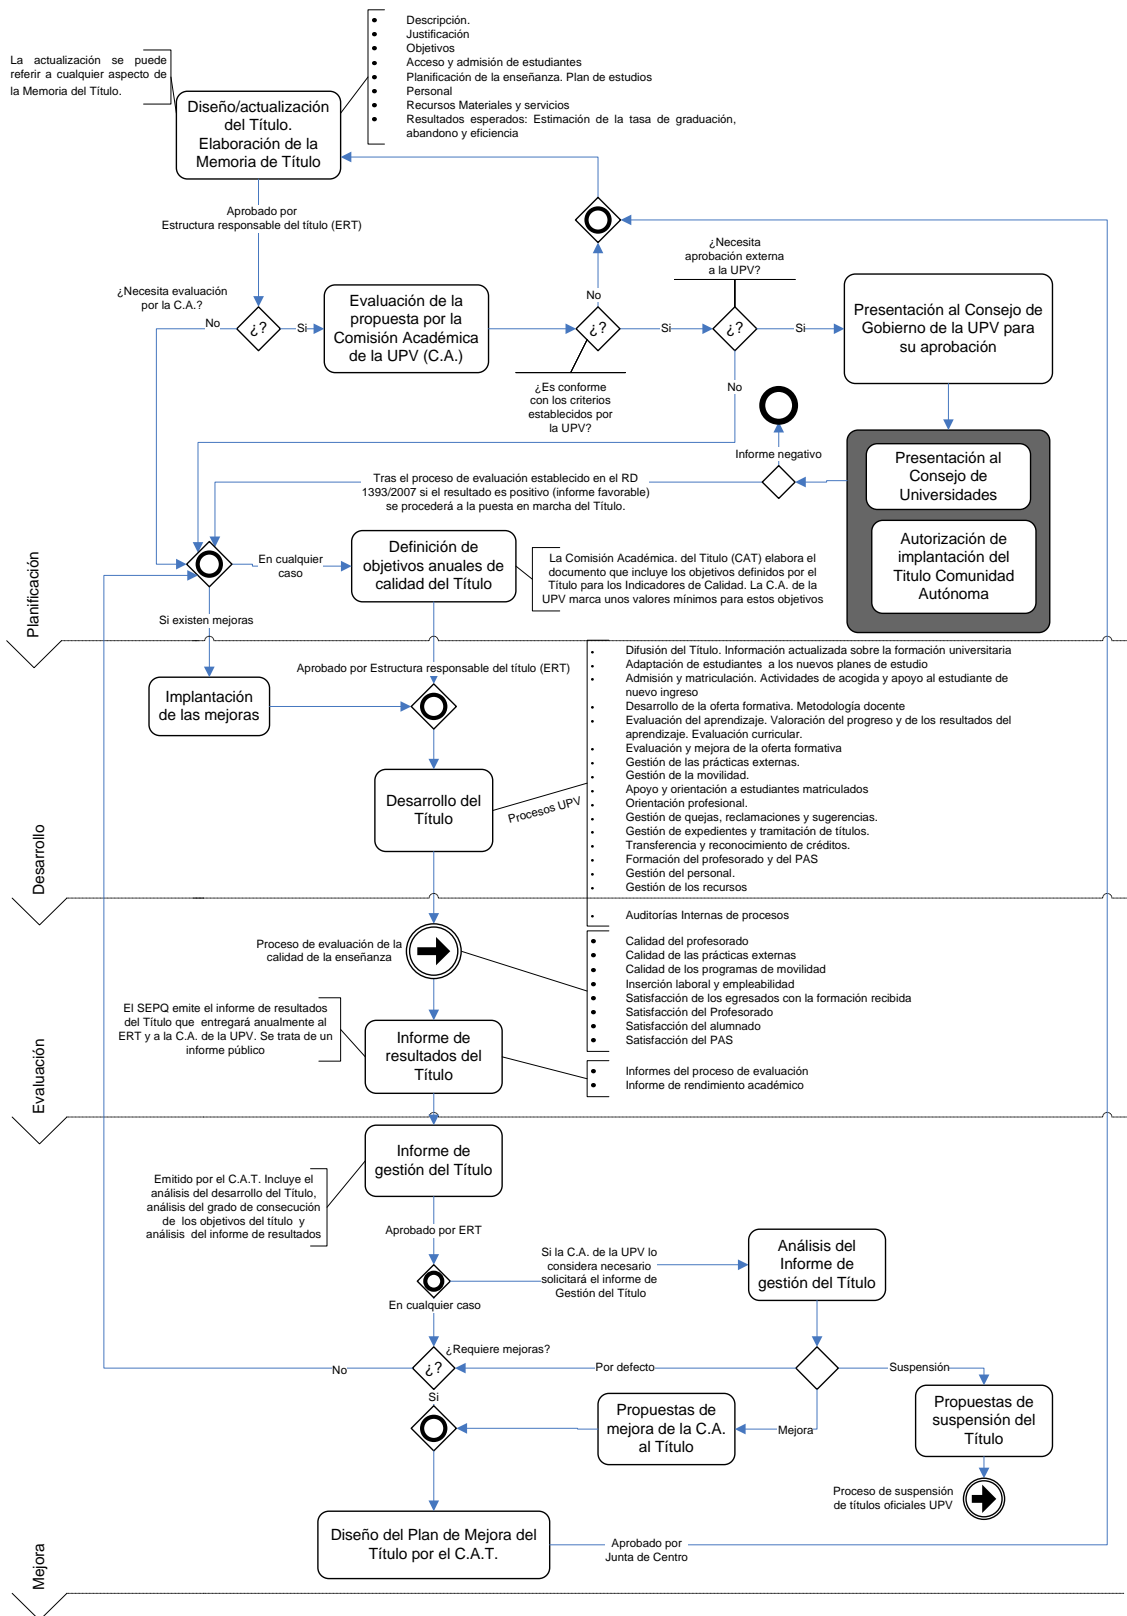 Descripción.
Justificación
Objetivos
Acceso y admisión de estudiantes
Planificación de la enseñanza. Plan de estudios
Personal
Recursos Materiales y servicios
Resultados esperados: Estimación de la tasa de graduación,
abandono y eficiencia
La actualización se puede
referir a cualquier aspecto de
la Memoria del Título.
Diseño/actualización
del Título.
Elaboración de la
Memoria de Título
Aprobado por
Estructura responsable del título (ERT)
¿Necesita
aprobación externa
a la UPV?
¿Necesita evaluación
por la C.A.?
No
¿?
Si
Evaluación de la
propuesta por la
Comisión Académica
de la UPV (C.A.)
No
¿?
Si
¿?
Si
Presentación al Consejo de
Gobierno de la UPV para
su aprobación
¿Es conforme
con los criterios
establecidos por
la UPV?
No
Informe negativo
Presentación al
Consejo de
Universidades
Tras el proceso de evaluación establecido en el RD
1393/2007 si el resultado es positivo (informe favorable)
se procederá a la puesta en marcha del Título.
Autorización de
implantación del
Titulo Comunidad
Autónoma
En cualquier
caso
Definición de
objetivos anuales de
calidad del Título
La Comisión Académica. del Titulo (CAT) elabora el
documento que incluye los objetivos definidos por el
Título para los Indicadores de Calidad. La C.A. de la
UPV marca unos valores mínimos para estos objetivos
Planificación
Si existen mejoras
Aprobado por Estructura responsable del título (ERT)
Implantación
de las mejoras
Difusión del Título. Información actualizada sobre la formación universitaria
Adaptación de estudiantes a los nuevos planes de estudio
Admisión y matriculación. Actividades de acogida y apoyo al estudiante de
nuevo ingreso
Desarrollo de la oferta formativa. Metodología docente
Evaluación del aprendizaje. Valoración del progreso y de los resultados del
aprendizaje. Evaluación curricular.
Evaluación y mejora de la oferta formativa
Gestión de las prácticas externas.
Gestión de la movilidad.
Apoyo y orientación a estudiantes matriculados
Orientación profesional.
Gestión de quejas, reclamaciones y sugerencias.
Gestión de expedientes y tramitación de títulos.
Transferencia y reconocimiento de créditos.
Formación del profesorado y del PAS
Gestión del personal.
Gestión de los recursos
Auditorías Internas de procesos
Desarrollo del
Título
Procesos UPV
Desarrollo
Proceso de evaluación de la
calidad de la enseñanza
Calidad del profesorado
Calidad de las prácticas externas
Calidad de los programas de movilidad
Inserción laboral y empleabilidad
Satisfacción de los egresados con la formación recibida
Satisfacción del Profesorado
Satisfacción del alumnado
Satisfacción del PAS
El SEPQ emite el informe de resultados
del Título que entregará anualmente al
ERT y a la C.A. de la UPV. Se trata de un
informe público
Informe de
resultados del
Título
Informes del proceso de evaluación
Informe de rendimiento académico
Evaluación
Informe de
gestión del Título
Emitido por el C.A.T. Incluye el
análisis del desarrollo del Título,
análisis del grado de consecución
de los objetivos del título y
análisis del informe de resultados
Aprobado por ERT
Si la C.A. de la UPV lo
considera necesario
solicitará el informe de
Gestión del Título
Análisis del
Informe de
gestión del Título
En cualquier caso
¿Requiere mejoras?
No
¿?
Por defecto
Suspensión
Si
Propuestas de
mejora de la C.A.
al Título
Mejora
Propuestas de
suspensión del
Título
Proceso de suspensión
de títulos oficiales UPV
Diseño del Plan de Mejora del
Título por el C.A.T.
Aprobado por
Junta de Centro
Mejora